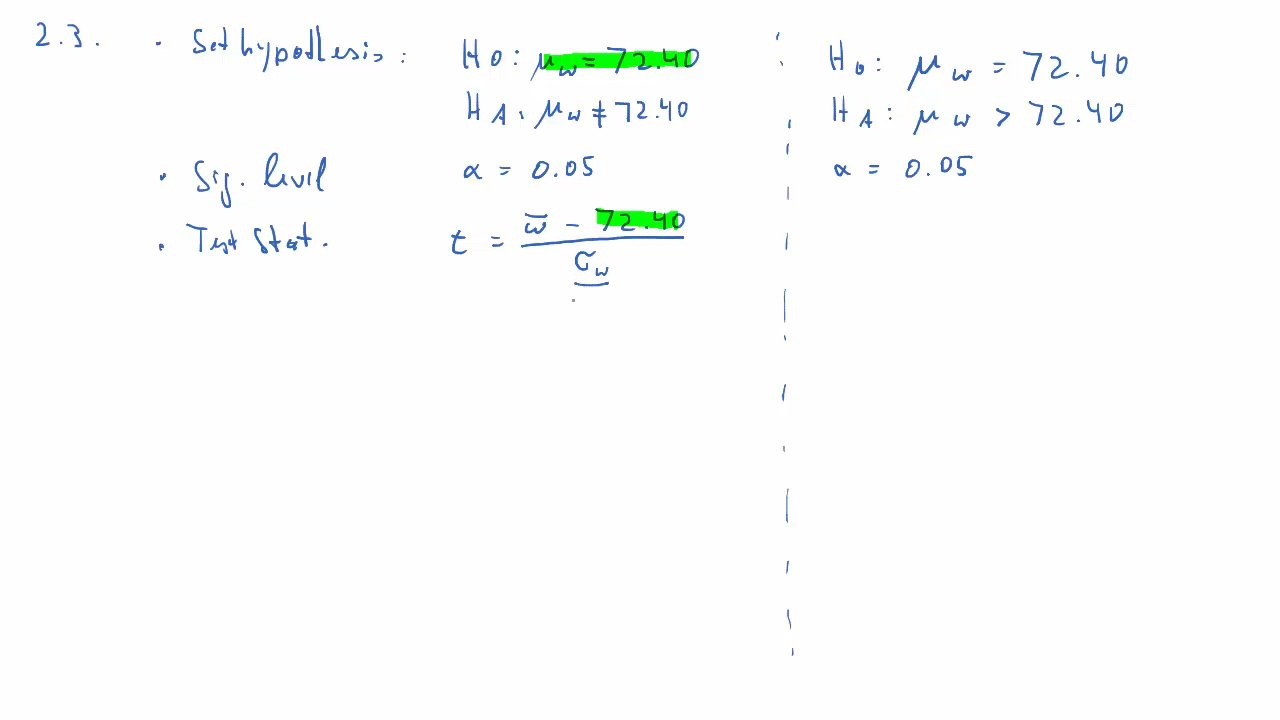 2.3. · Set hypothesis: H0: μw = 72.40 H0: μw = 72.40
HA: μw ≠ 72.40 HA: μw > 72.40
· Sig. level α = 0.05 α = 0.05
· Test Stat. t = (w̄ − 72.40) / σw